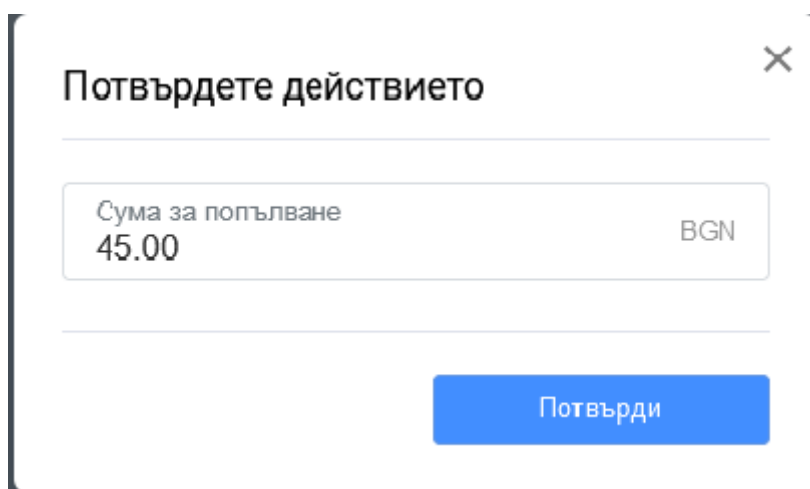 Потвърдете действието
Сума за попълване
45.00
BGN
Потвърди